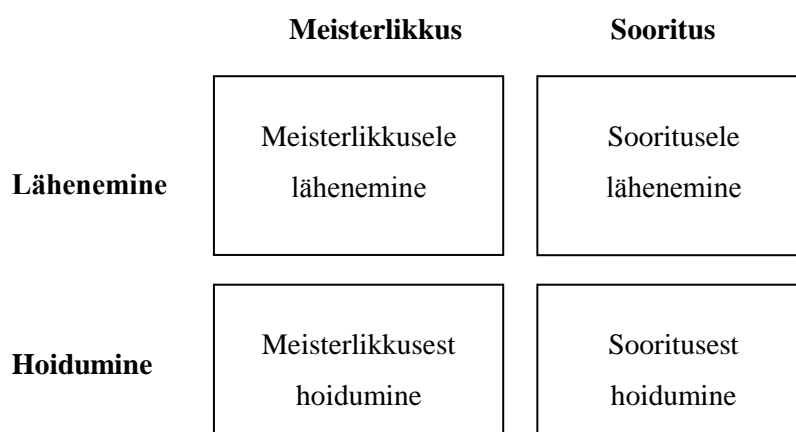 Meisterlikkus Sooritus
Meisterlikkusele Sooritusele
Lähenemine lähenemine lähenemine
Meisterlikkusest Sooritusest
Hoidumine hoidumine hoidumine